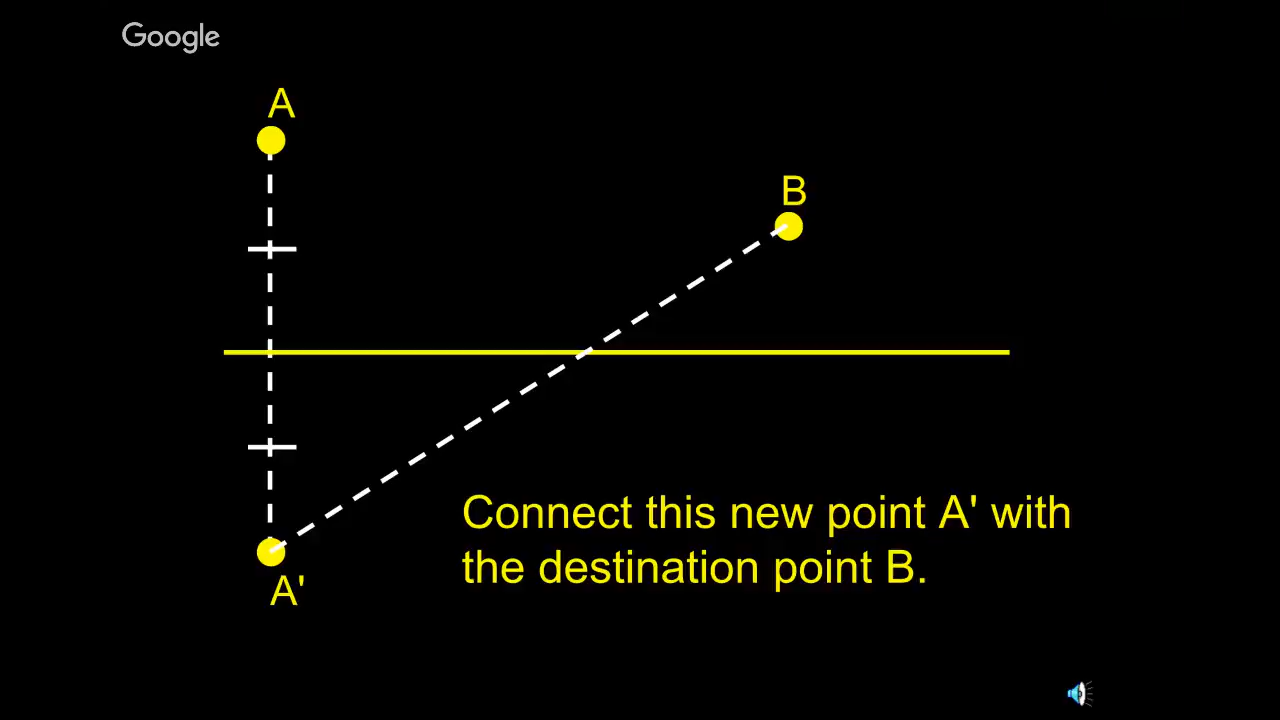 Google
A
B
Connect this new point A' with
the destination point B.
A'